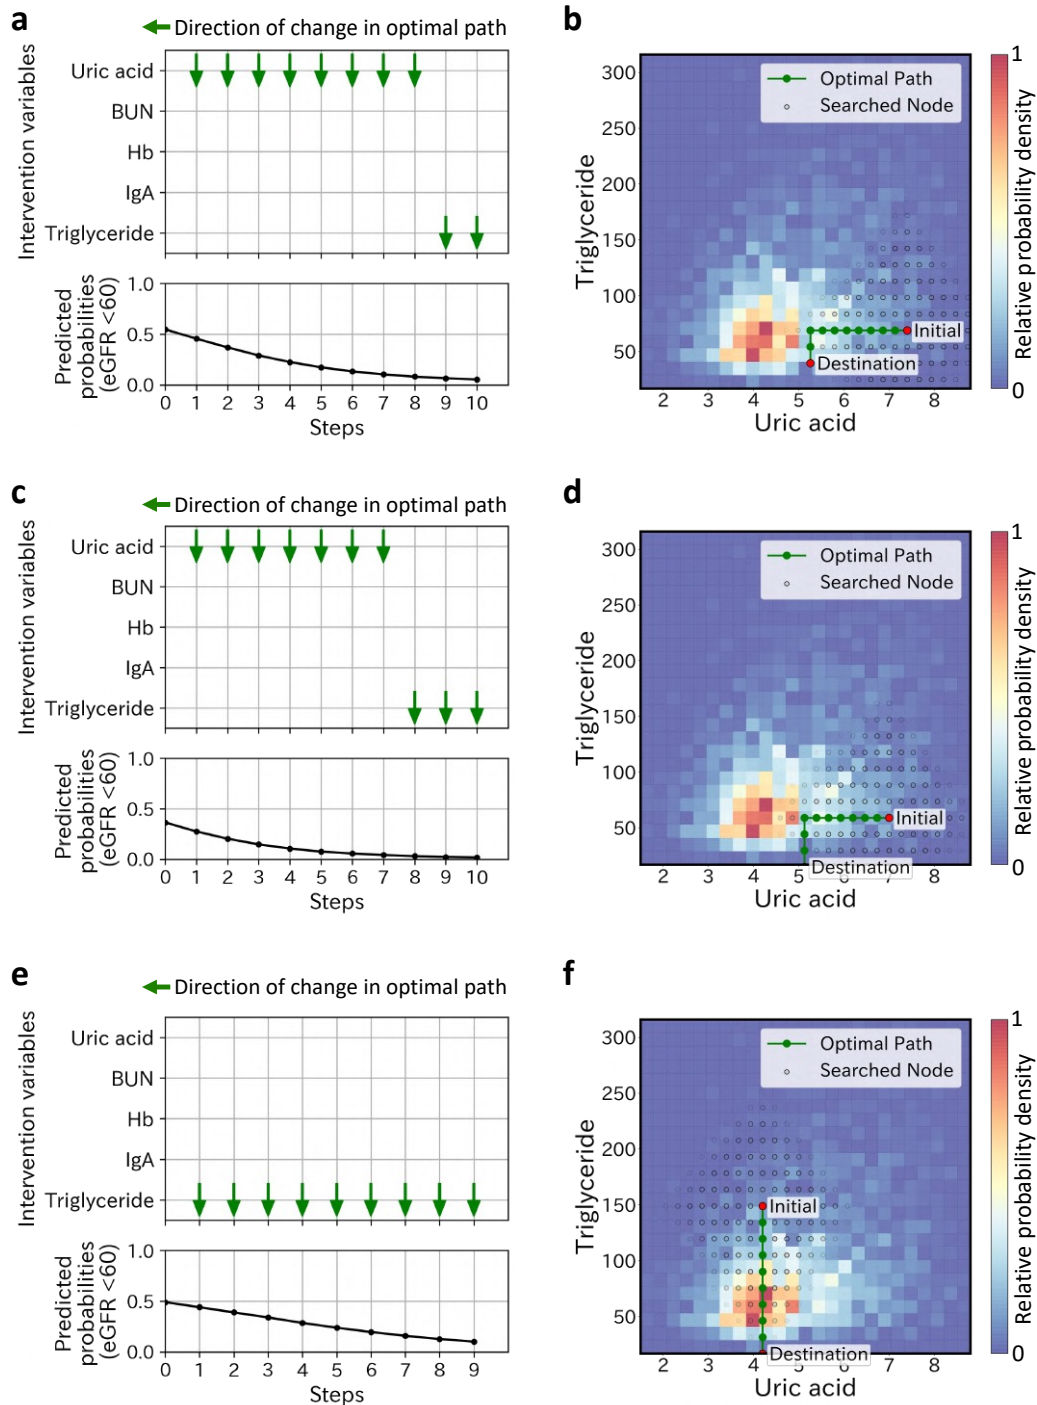 a
Direction of change in optimal path
Intervention variables
Uric acid
BUN
Hb
IgA
Triglyceride
Predicted
probabilities
(eGFR <60)
1.0
0.5
0.0
0 1 2 3 4 5 6 7 8 9 10
Steps
b
Optimal Path
Searched Node
Triglyceride
300
250
200
150
100
50
Initial
Destination
2 3 4 5 6 7 8
Uric acid
1
0
Relative probability density
c
Direction of change in optimal path
Intervention variables
Uric acid
BUN
Hb
IgA
Triglyceride
Predicted
probabilities
(eGFR <60)
1.0
0.5
0.0
0 1 2 3 4 5 6 7 8 9 10
Steps
d
Optimal Path
Searched Node
Triglyceride
300
250
200
150
100
50
Initial
Destination
2 3 4 5 6 7 8
Uric acid
1
0
Relative probability density
e
Direction of change in optimal path
Intervention variables
Uric acid
BUN
Hb
IgA
Triglyceride
Predicted
probabilities
(eGFR <60)
1.0
0.5
0.0
0 1 2 3 4 5 6 7 8 9
Steps
f
Optimal Path
Searched Node
Triglyceride
300
250
200
150
100
50
Initial
Destination
2 3 4 5 6 7 8
Uric acid
1
0
Relative probability density